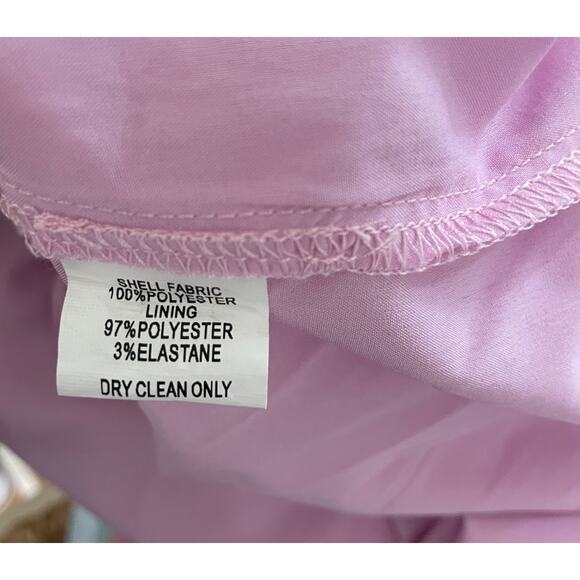 SHELL FABRIC
100%POLYESTER
LINING
97%POLYESTER
3%ELASTANE
DRY CLEAN ONLY